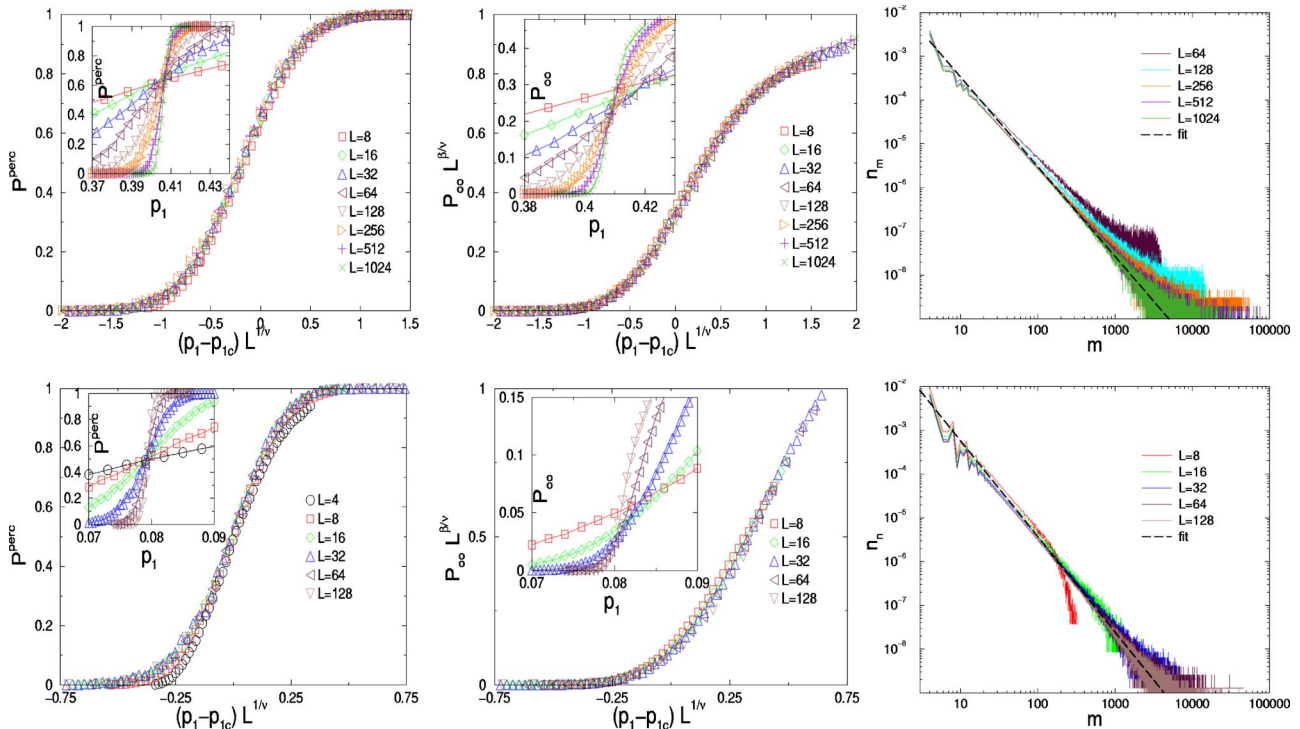 1
0.8
0.6
0.4
0.2
0
P^perc
-2
-1.5
-1
-0.5
0
0.5
1
1.5
(p₁-p₁c) L^1/ν
1
0.8
0.6
0.4
0.2
0
P^perc
0.37
0.39
0.41
0.43
p₁
L=8
L=16
L=32
L=64
L=128
L=256
L=512
L=1024
1
0.8
0.6
0.4
0.2
0
P∞ L^β/ν
-2
-1.5
-1
-0.5
0
0.5
1
1.5
2
(p₁-p₁c) L^1/ν
0.4
0.3
0.2
0.1
0
P∞
0.38
0.4
0.42
p₁
L=8
L=16
L=32
L=64
L=128
L=256
L=512
L=1024
10^-2
10^-3
10^-4
10^-5
10^-6
10^-7
10^-8
n_m
10
100
1000
10000
100000
m
L=64
L=128
L=256
L=512
L=1024
fit
1
0.8
0.6
0.4
0.2
0
P^perc
-0.75
-0.25
0.25
0.75
(p₁-p₁c) L^1/ν
1
0.8
0.6
0.4
0.2
0
P^perc
0.07
0.08
0.09
p₁
L=4
L=8
L=16
L=32
L=64
L=128
1
0.5
0
P∞ L^β/ν
-0.75
-0.25
0.25
0.75
(p₁-p₁c) L^1/ν
0.15
0.1
0.05
0
P∞
0.07
0.08
0.09
p₁
L=8
L=16
L=32
L=64
L=128
10^-2
10^-3
10^-4
10^-5
10^-6
10^-7
10^-8
n_n
10
100
1000
10000
100000
m
L=8
L=16
L=32
L=64
L=128
fit